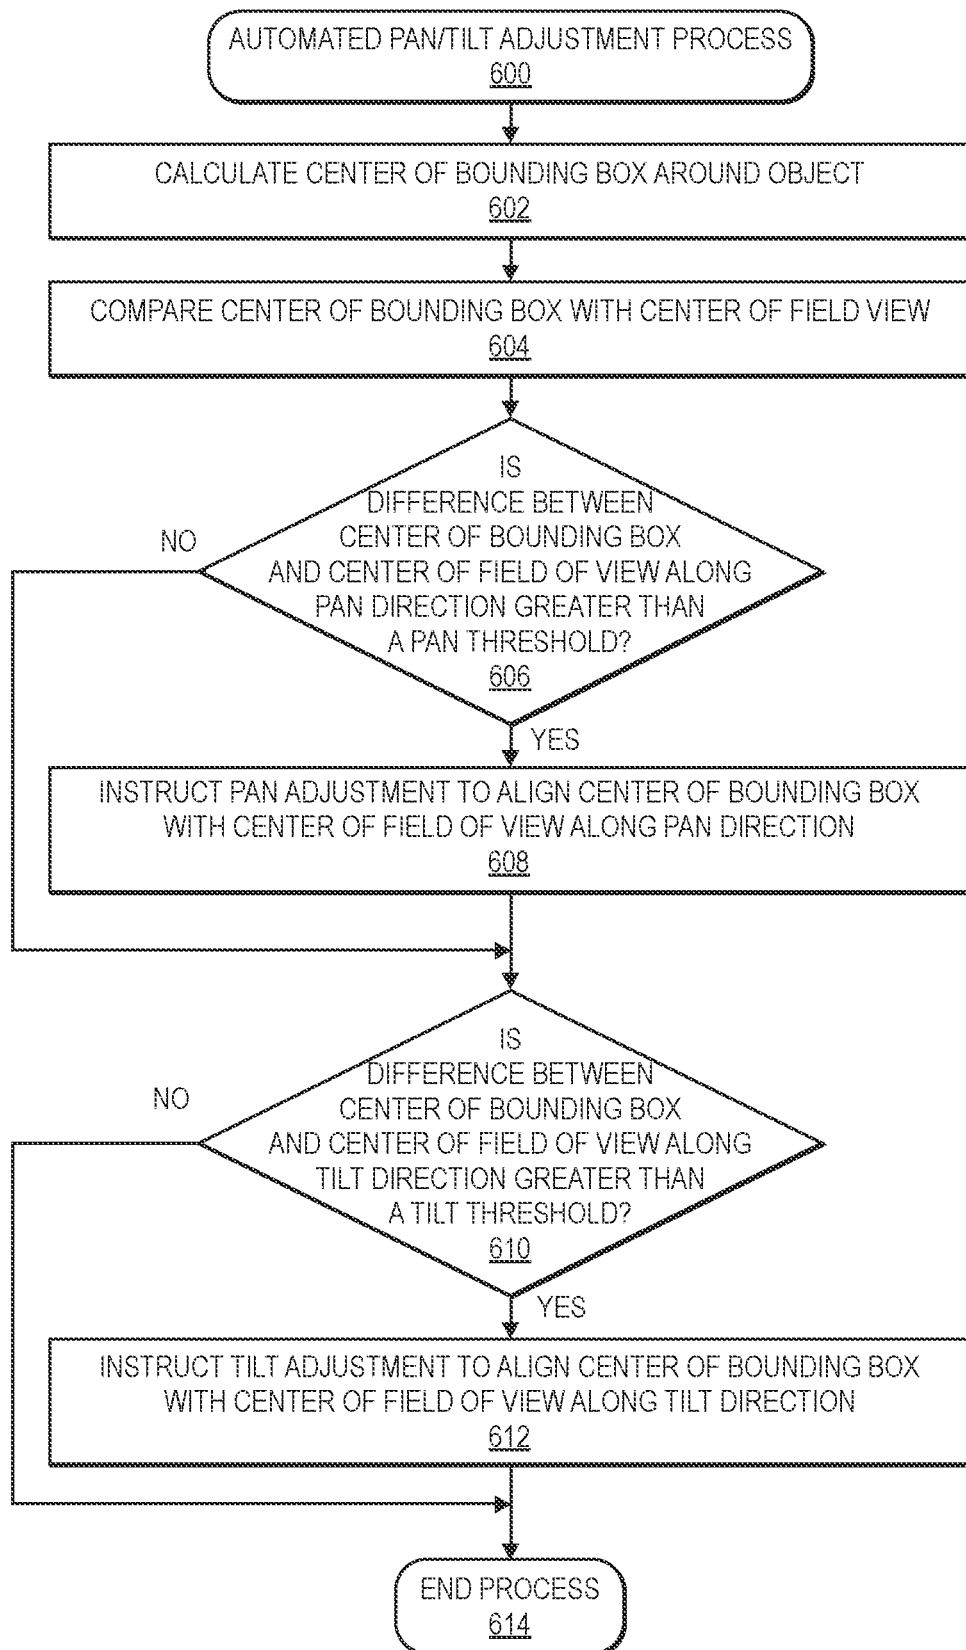 AUTOMATED PAN/TILT ADJUSTMENT PROCESS
600
CALCULATE CENTER OF BOUNDING BOX AROUND OBJECT
602
COMPARE CENTER OF BOUNDING BOX WITH CENTER OF FIELD VIEW
604
IS
DIFFERENCE BETWEEN
CENTER OF BOUNDING BOX
AND CENTER OF FIELD OF VIEW ALONG
PAN DIRECTION GREATER THAN
A PAN THRESHOLD?
606
NO
YES
INSTRUCT PAN ADJUSTMENT TO ALIGN CENTER OF BOUNDING BOX
WITH CENTER OF FIELD OF VIEW ALONG PAN DIRECTION
608
IS
DIFFERENCE BETWEEN
CENTER OF BOUNDING BOX
AND CENTER OF FIELD OF VIEW ALONG
TILT DIRECTION GREATER THAN
A TILT THRESHOLD?
610
NO
YES
INSTRUCT TILT ADJUSTMENT TO ALIGN CENTER OF BOUNDING BOX
WITH CENTER OF FIELD OF VIEW ALONG TILT DIRECTION
612
END PROCESS
614